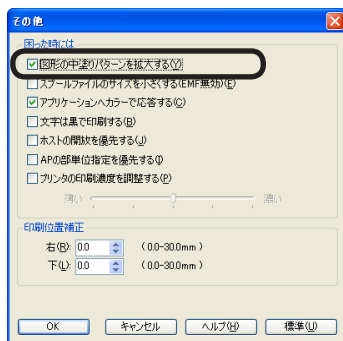 その他
困った時には
図形の中塗りパターンを拡大する(Y)
スプールファイルのサイズを小さくする(EMF無効)(E)
アプリケーションへカラーで応答する(C)
文字は黒で印刷する(B)
ホストの開放を優先する(J)
APの部単位指定を優先する(I)
プリンタの印刷濃度を調整する(P)
薄い 濃い
印刷位置補正
右(R): 0.0 (0.0-30.0mm)
下(L): 0.0 (0.0-30.0mm)
OK キャンセル ヘルプ(H) 標準(U)